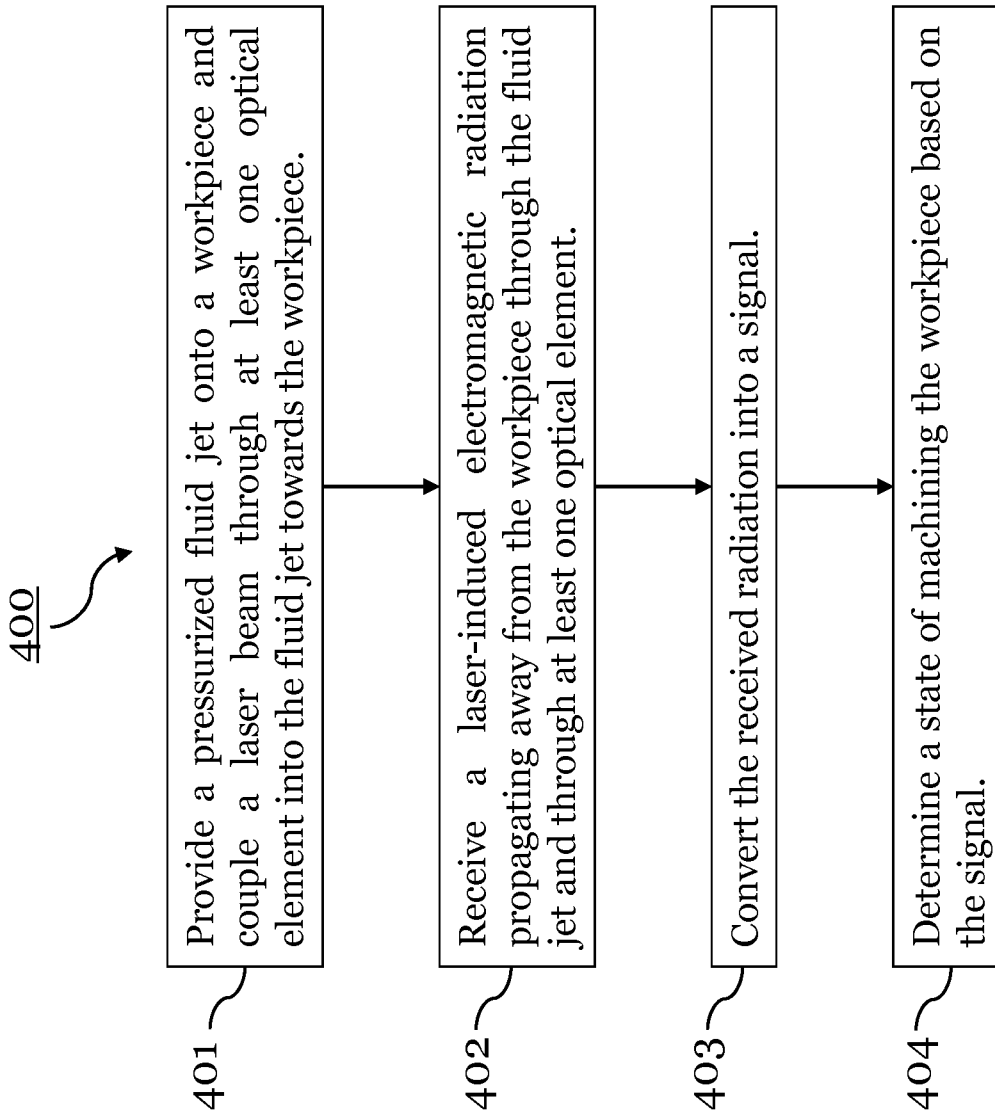 400
401
Provide a pressurized fluid jet onto a workpiece and
couple a laser beam through at least one optical
element into the fluid jet towards the workpiece.
402
Receive a laser-induced electromagnetic radiation
propagating away from the workpiece through the fluid
jet and through at least one optical element.
403
Convert the received radiation into a signal.
404
Determine a state of machining the workpiece based on
the signal.